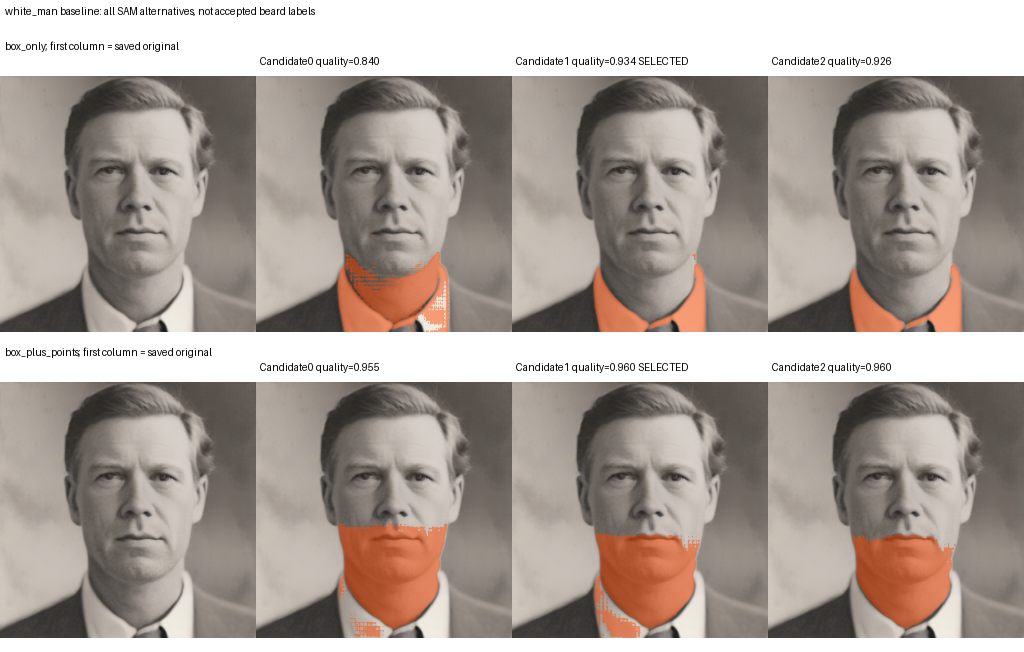 white_man baseline: all SAM alternatives, not accepted beard labels
box_only; first column = saved original
Candidate0 quality=0.840
Candidate1 quality=0.934 SELECTED
Candidate2 quality=0.926
box_plus_points; first column = saved original
Candidate0 quality=0.955
Candidate1 quality=0.960 SELECTED
Candidate2 quality=0.960